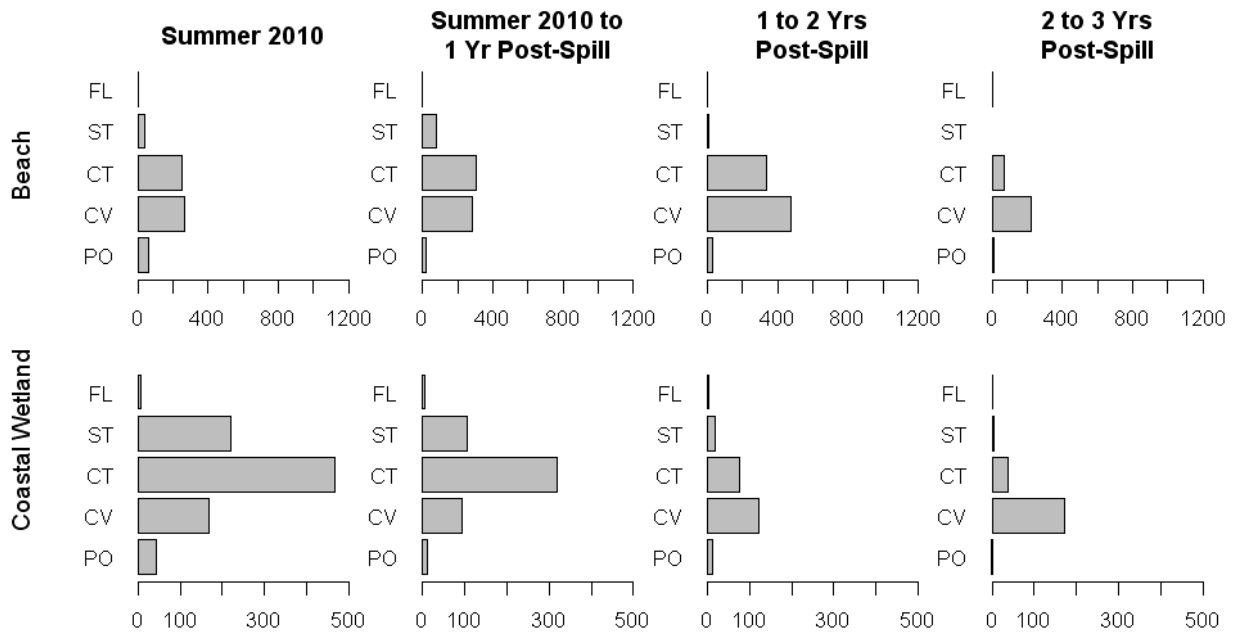 Summer 2010
Summer 2010 to
1 Yr Post-Spill
1 to 2 Yrs
Post-Spill
2 to 3 Yrs
Post-Spill
Beach
FL
ST
CT
CV
PO
0 400 800 1200
FL
ST
CT
CV
PO
0 400 800 1200
FL
ST
CT
CV
PO
0 400 800 1200
FL
ST
CT
CV
PO
0 400 800 1200
Coastal Wetland
FL
ST
CT
CV
PO
0 100 300 500
FL
ST
CT
CV
PO
0 100 300 500
FL
ST
CT
CV
PO
0 100 300 500
FL
ST
CT
CV
PO
0 100 300 500